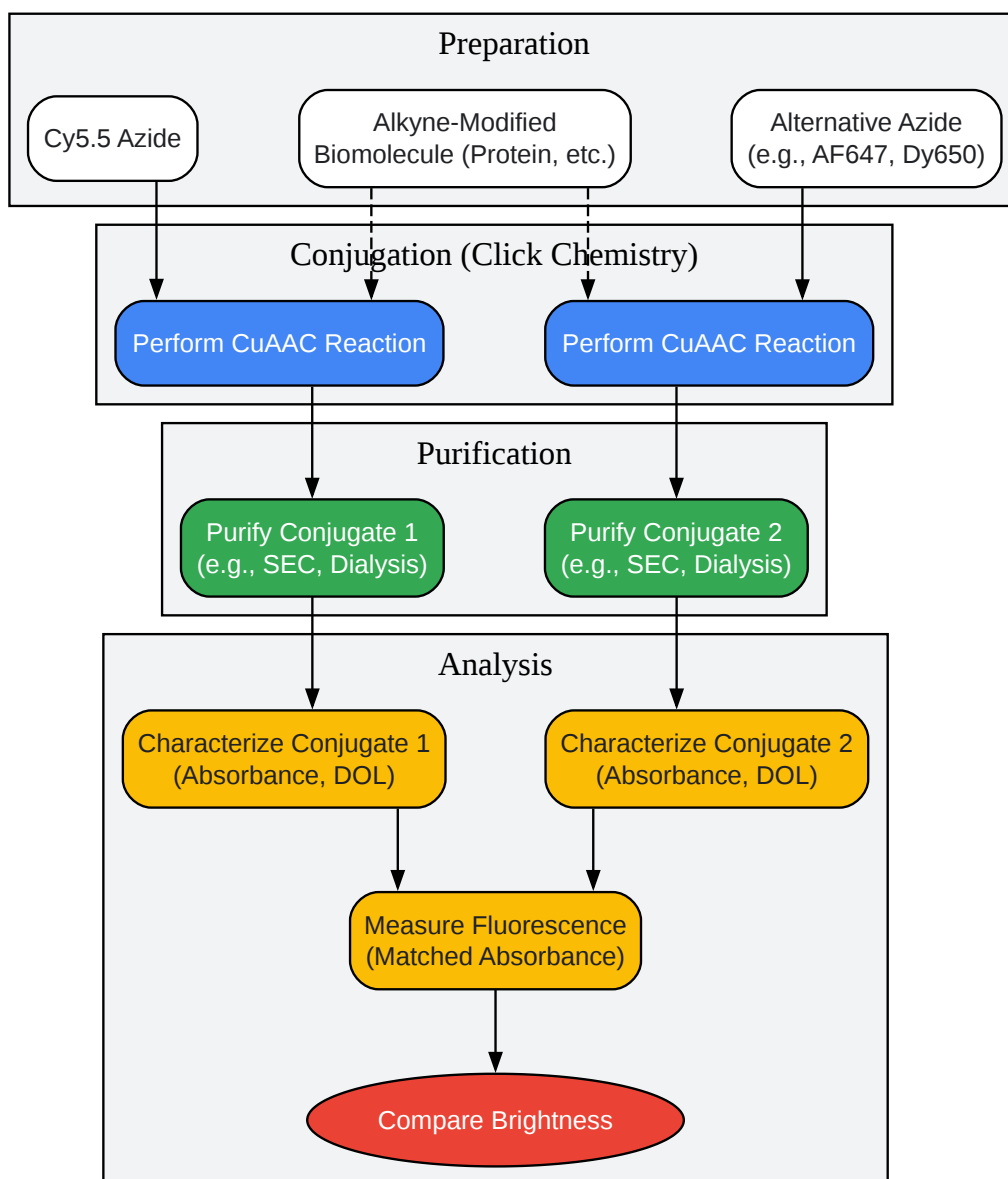 Preparation
Cy5.5 Azide
Alkyne-Modified
Biomolecule (Protein, etc.)
Alternative Azide
(e.g., AF647, Dy650)
Conjugation (Click Chemistry)
Perform CuAAC Reaction
Perform CuAAC Reaction
Purification
Purify Conjugate 1
(e.g., SEC, Dialysis)
Purify Conjugate 2
(e.g., SEC, Dialysis)
Analysis
Characterize Conjugate 1
(Absorbance, DOL)
Characterize Conjugate 2
(Absorbance, DOL)
Measure Fluorescence
(Matched Absorbance)
Compare Brightness